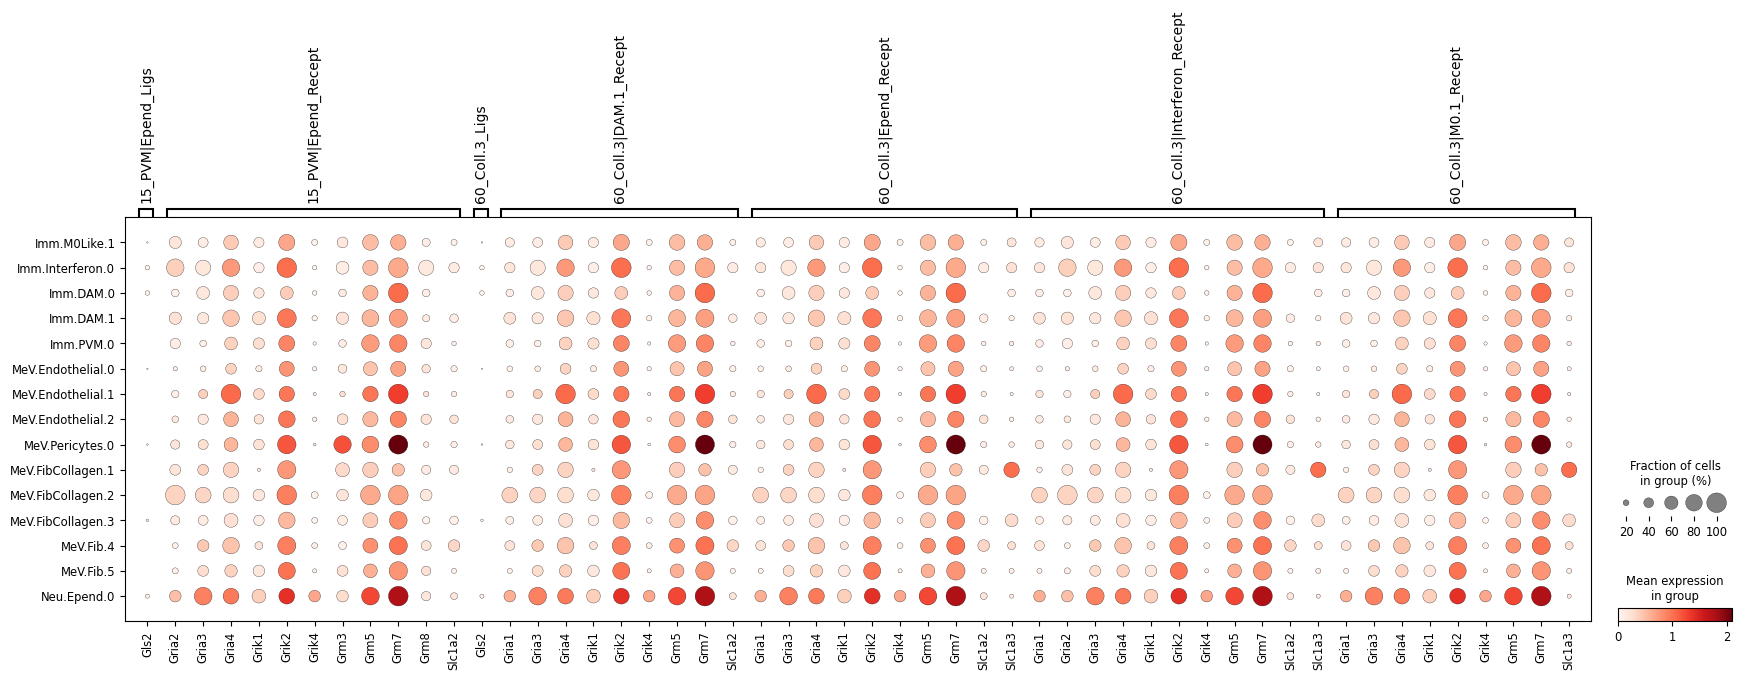 15_PVM|Epend_Ligs
15_PVM|Epend_Recept
60_Coll.3_Ligs
60_Coll.3|DAM.1_Recept
60_Coll.3|Epend_Recept
60_Coll.3|Interferon_Recept
60_Coll.3|M0.1_Recept
Imm.M0Like.1
Imm.Interferon.0
Imm.DAM.0
Imm.DAM.1
Imm.PVM.0
MeV.Endothelial.0
MeV.Endothelial.1
MeV.Endothelial.2
MeV.Pericytes.0
MeV.FibCollagen.1
MeV.FibCollagen.2
MeV.FibCollagen.3
MeV.Fib.4
MeV.Fib.5
Neu.Epend.0
Gls2
Gria2
Gria3
Gria4
Grik1
Grik2
Grik4
Grm3
Grm5
Grm7
Grm8
Slc1a2
Gls2
Gria1
Gria3
Gria4
Grik1
Grik2
Grik4
Grm5
Grm7
Slc1a2
Gria1
Gria3
Gria4
Grik1
Grik2
Grik4
Grm5
Grm7
Slc1a2
Slc1a3
Gria1
Gria2
Gria3
Gria4
Grik1
Grik2
Grik4
Grm5
Grm7
Slc1a2
Slc1a3
Gria1
Gria3
Gria4
Grik1
Grik2
Grik4
Grm5
Grm7
Slc1a3
Fraction of cells
in group (%)
20 40 60 80 100
Mean expression
in group
0 1 2